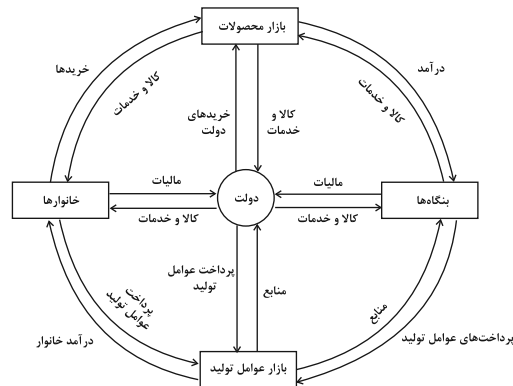 بازار محصولات
خریدها
درآمد
کالا و خدمات
کالا و خدمات
خریدهای
دولت
کالا و
خدمات
مالیات
مالیات
خانوارها
دولت
بنگاه‌ها
کالا و خدمات
کالا و خدمات
پرداخت عوامل
تولید
منابع
پرداخت
عوامل تولید
منابع
درآمد خانوار
پرداخت‌های عوامل تولید
بازار عوامل تولید